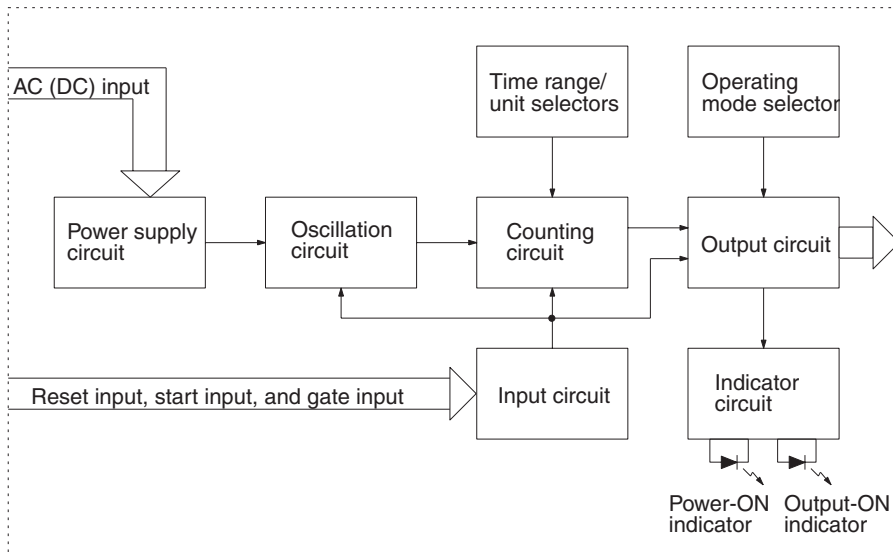 AC (DC) input
Time range/
unit selectors
Operating
mode selector
Power supply
circuit
Oscillation
circuit
Counting
circuit
Output circuit
Reset input, start input, and gate input
Input circuit
Indicator
circuit
Power-ON
indicator
Output-ON
indicator